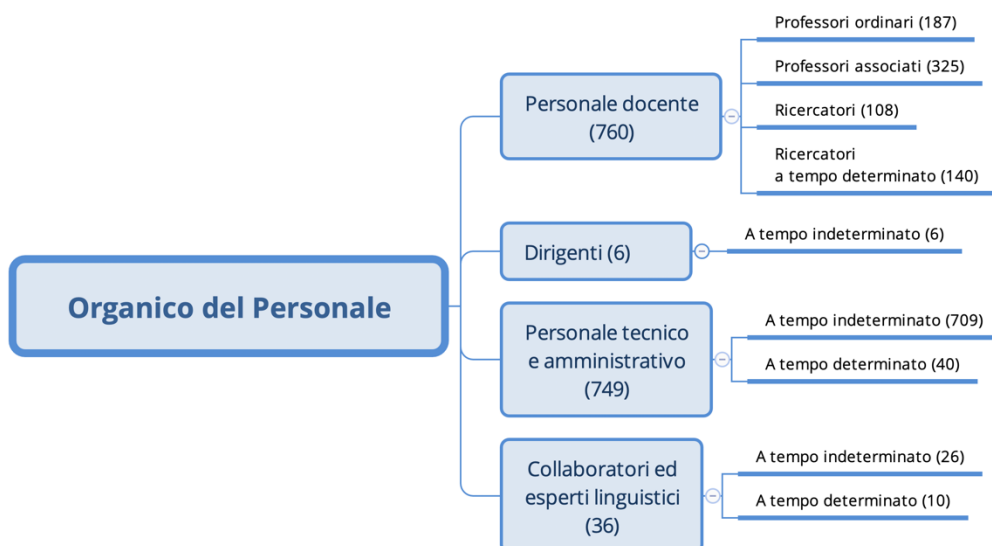 Organico del Personale
Personale docente
(760)
Professori ordinari (187)
Professori associati (325)
Ricercatori (108)
Ricercatori
a tempo determinato (140)
Dirigenti (6)
A tempo indeterminato (6)
Personale tecnico
e amministrativo
(749)
A tempo indeterminato (709)
A tempo determinato (40)
Collaboratori ed
esperti linguistici
(36)
A tempo indeterminato (26)
A tempo determinato (10)